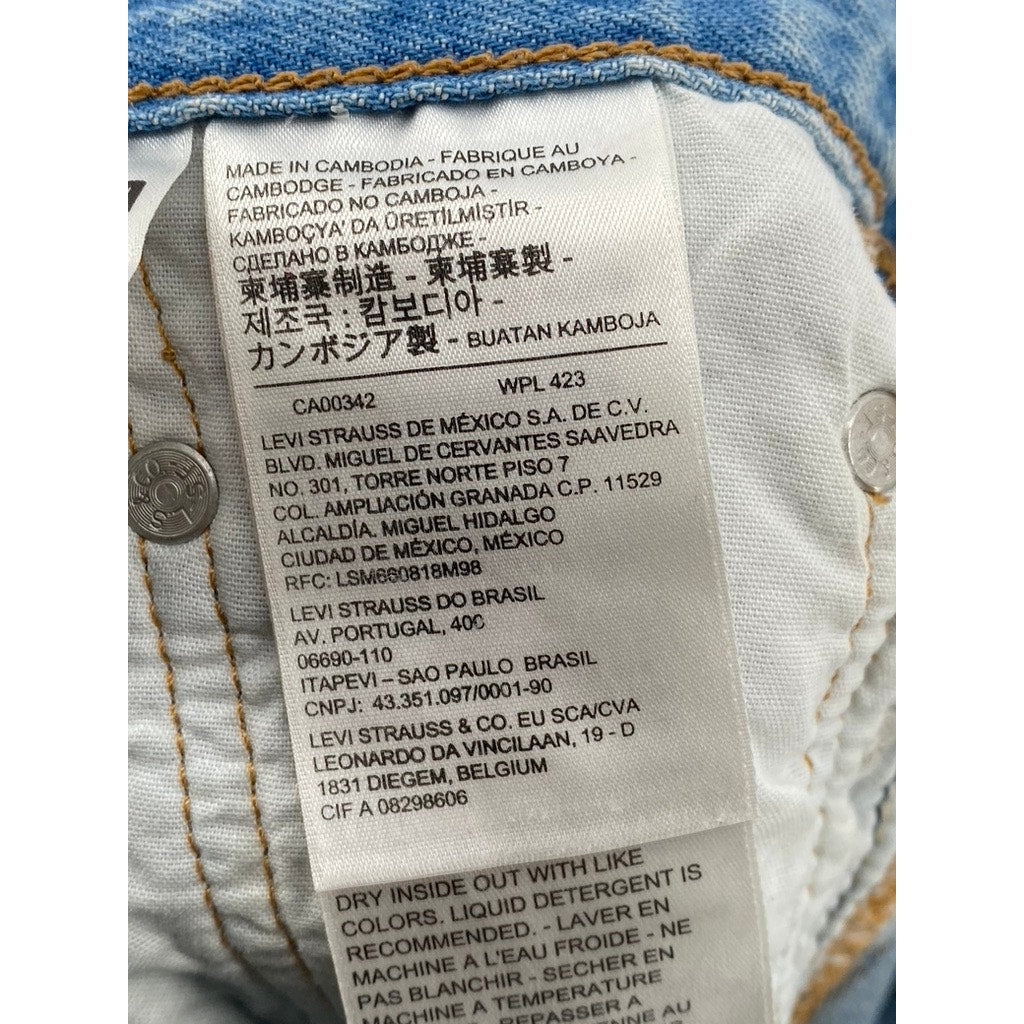 MADE IN CAMBODIA - FABRIQUE AU
CAMBODGE - FABRICADO EN CAMBOYA -
FABRICADO NO CAMBOJA -
KAMBOÇYA' DA ÜRETİLMİŞTİR -
СДЕЛАНО В КАМБОДЖЕ -
柬埔寨制造 - 柬埔寨製 -
제조국 : 캄보디아 -
カンボジア製 - BUATAN KAMBOJA
CA00342 WPL 423
LEVI STRAUSS DE MÉXICO S.A. DE C.V.
BLVD. MIGUEL DE CERVANTES SAAVEDRA
NO. 301, TORRE NORTE PISO 7
COL. AMPLIACIÓN GRANADA C.P. 11529
ALCALDÍA. MIGUEL HIDALGO
CIUDAD DE MÉXICO, MÉXICO
RFC: LSM660818M98
LEVI STRAUSS DO BRASIL
AV. PORTUGAL, 400
06690-110
ITAPEVI – SAO PAULO BRASIL
CNPJ: 43.351.097/0001-90
LEVI STRAUSS & CO. EU SCA/CVA
LEONARDO DA VINCILAAN, 19 - D
1831 DIEGEM, BELGIUM
CIF A 08298606
DRY INSIDE OUT WITH LIKE
COLORS. LIQUID DETERGENT IS
RECOMMENDED. - LAVER EN
MACHINE A L'EAU FROIDE - NE
PAS BLANCHIR - SECHER EN
MACHINE A TEMPERATURE
REPASSER A